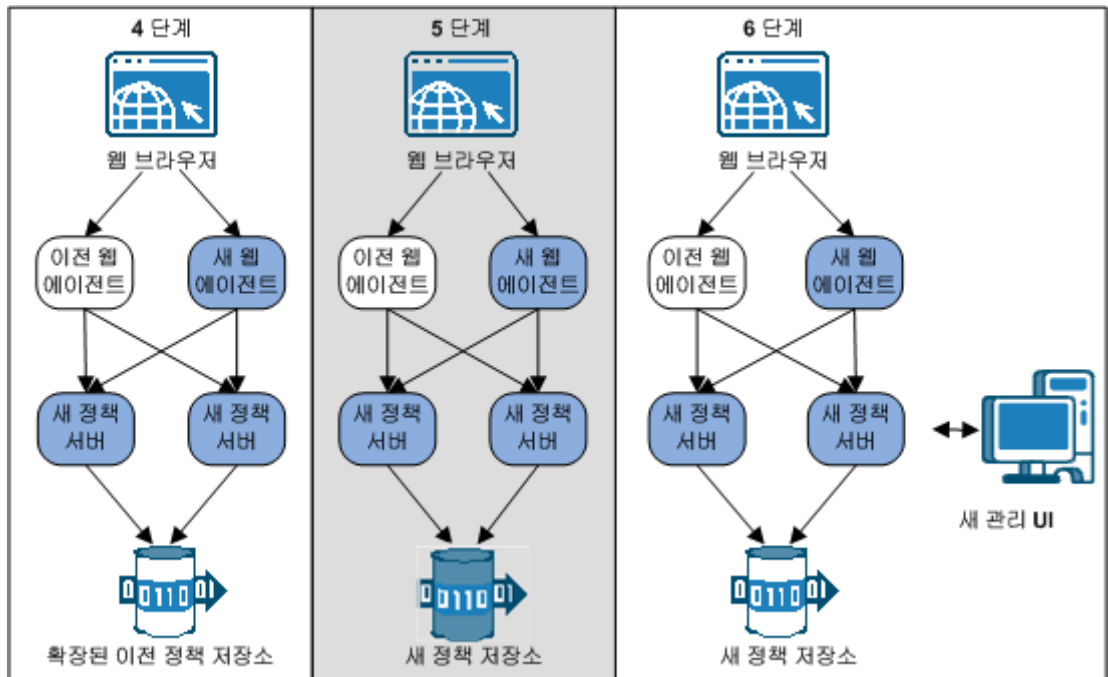 4 단계
웹 브라우저
이전 웹
에이전트
새 웹
에이전트
새 정책
서버
새 정책
서버
0 0110 01
확장된 이전 정책 저장소
5 단계
웹 브라우저
이전 웹
에이전트
새 웹
에이전트
새 정책
서버
새 정책
서버
0 0110 01
새 정책 저장소
6 단계
웹 브라우저
이전 웹
에이전트
새 웹
에이전트
새 정책
서버
새 정책
서버
0 0110 01
새 정책 저장소
새 관리 UI